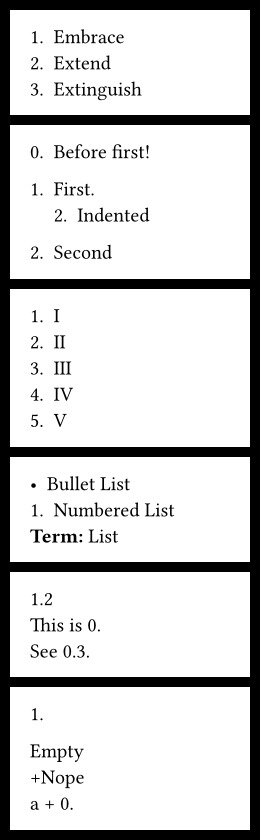 1. Embrace
2. Extend
3. Extinguish
0. Before first!
1. First.
2. Indented
2. Second
1. I
2. II
3. III
4. IV
5. V
• Bullet List
1. Numbered List
Term: List
1.2
This is 0.
See 0.3.
1.
Empty
+Nope
a + 0.